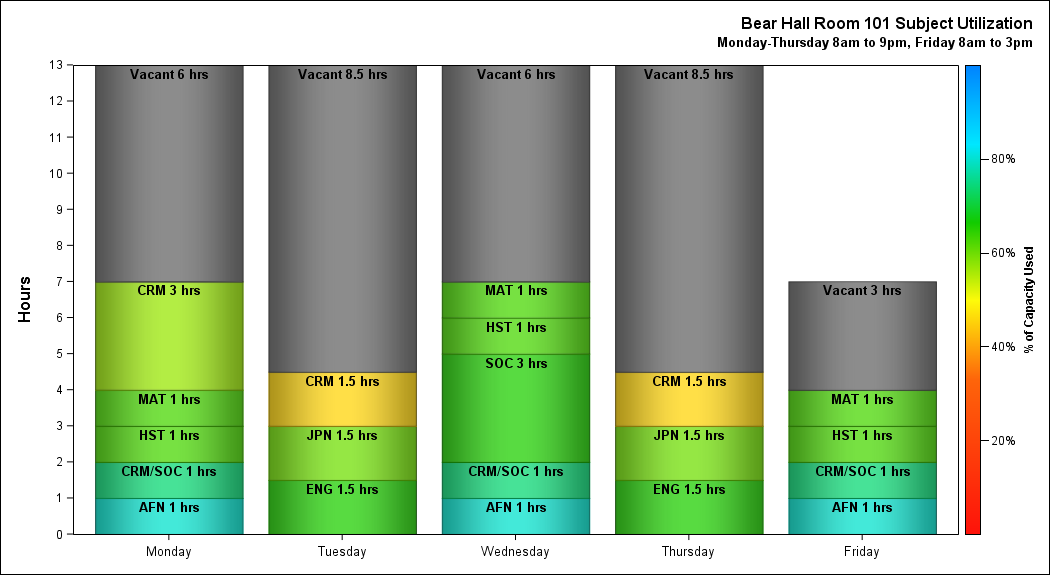 Bear Hall Room 101 Subject Utilization
Monday-Thursday 8am to 9pm, Friday 8am to 3pm
Hours
13
12
11
10
9
8
7
6
5
4
3
2
1
0
Vacant 6 hrs
CRM 3 hrs
MAT 1 hrs
HST 1 hrs
CRM/SOC 1 hrs
AFN 1 hrs
Monday
Vacant 8.5 hrs
CRM 1.5 hrs
JPN 1.5 hrs
ENG 1.5 hrs
Tuesday
Vacant 6 hrs
MAT 1 hrs
HST 1 hrs
SOC 3 hrs
CRM/SOC 1 hrs
AFN 1 hrs
Wednesday
Vacant 8.5 hrs
CRM 1.5 hrs
JPN 1.5 hrs
ENG 1.5 hrs
Thursday
Vacant 3 hrs
MAT 1 hrs
HST 1 hrs
CRM/SOC 1 hrs
AFN 1 hrs
Friday
80%
60%
40%
20%
% of Capacity Used